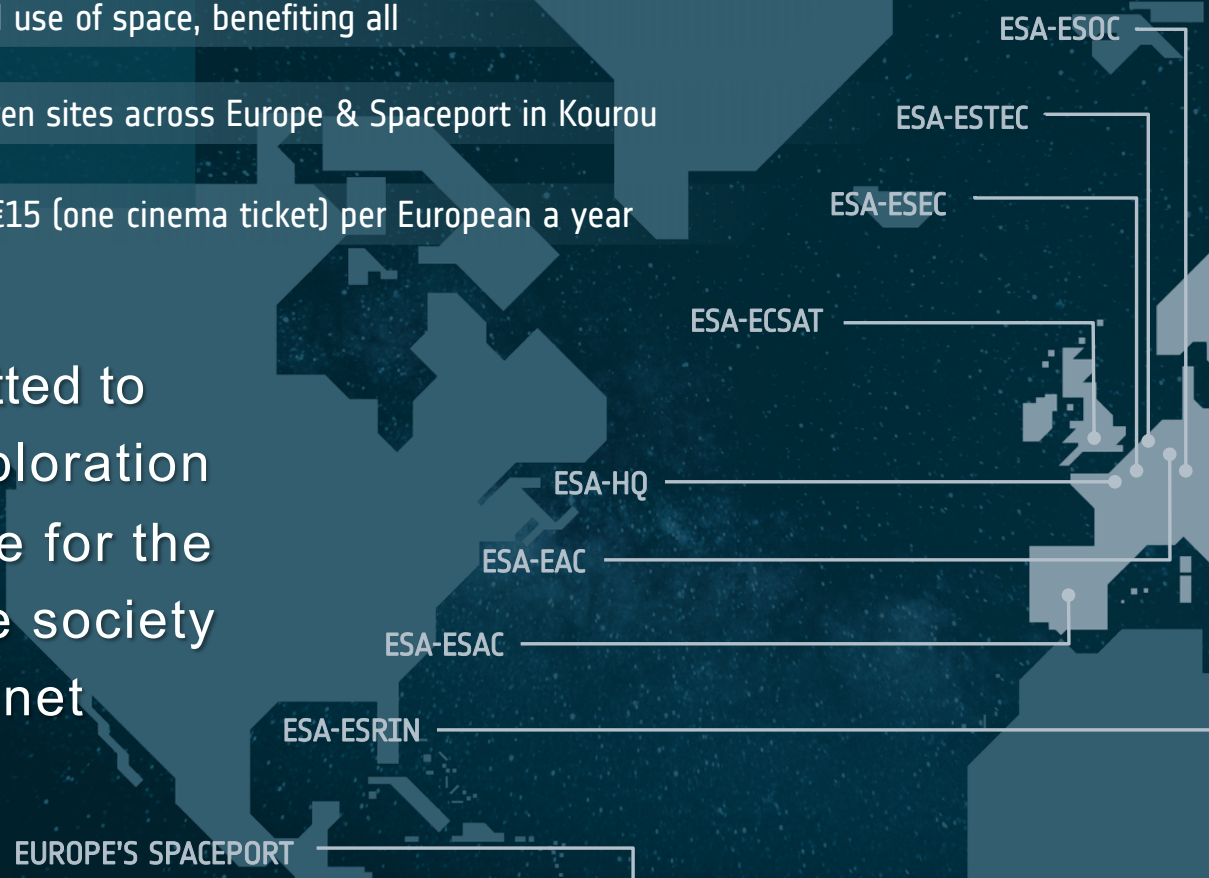 use of space, benefiting all
en sites across Europe & Spaceport in Kourou
€15 (one cinema ticket) per European a year
tted to
ploration
e for the
e society
net
ESA-ESOC
ESA-ESTEC
ESA-ESEC
ESA-ECSAT
ESA-HQ
ESA-EAC
ESA-ESAC
ESA-ESRIN
EUROPE'S SPACEPORT